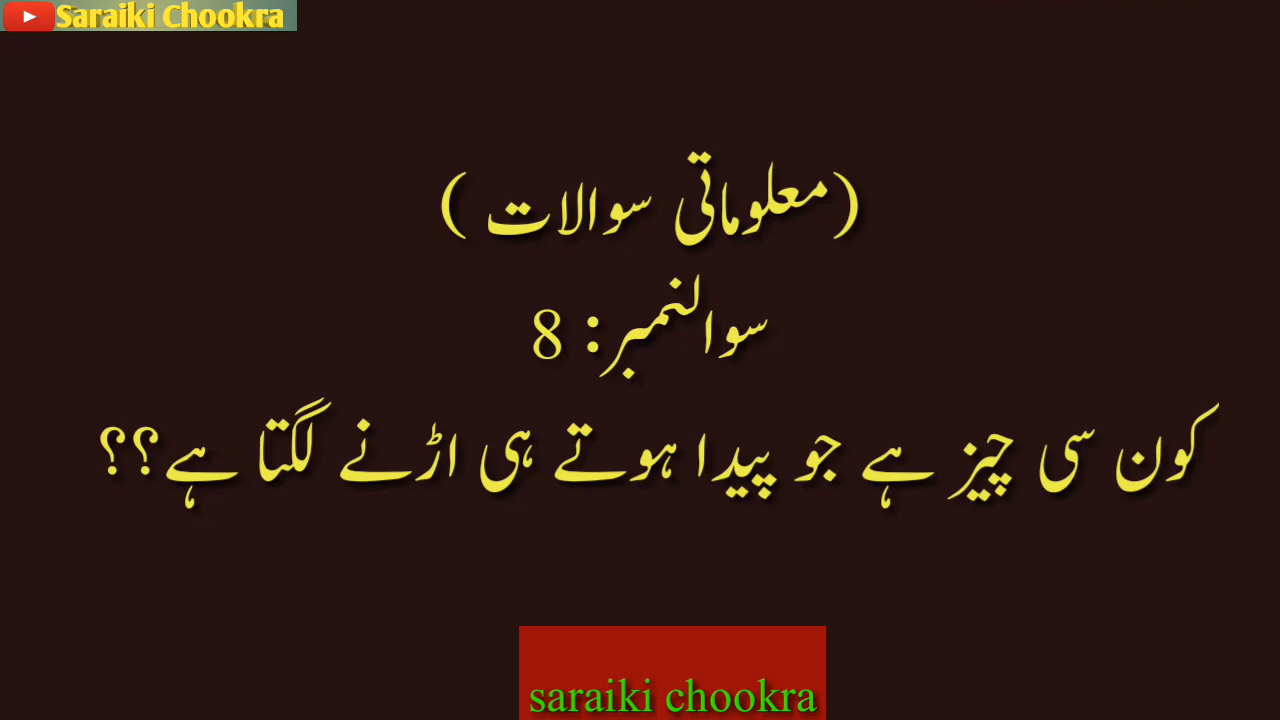 Saraiki Chookra
(معلوماتی سوالات )
سوالنمبر: 8
کون سی چیز ہے جو پیدا ہوتے ہی اڑنے لگتا ہے؟؟
saraiki chookra